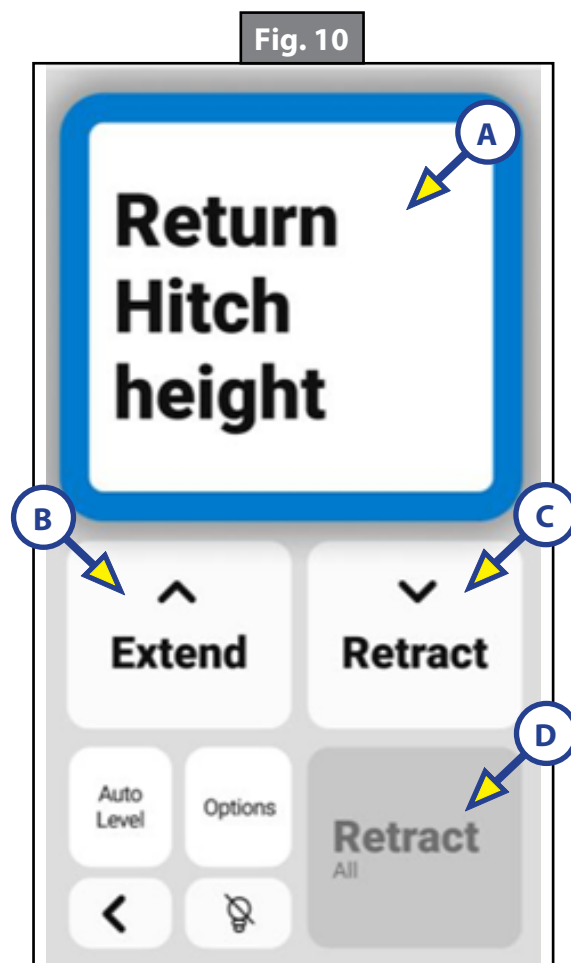 Fig. 10
A
Return
Hitch
height
B
C
Extend
Retract
D
Auto
Level
Options
Retract
All